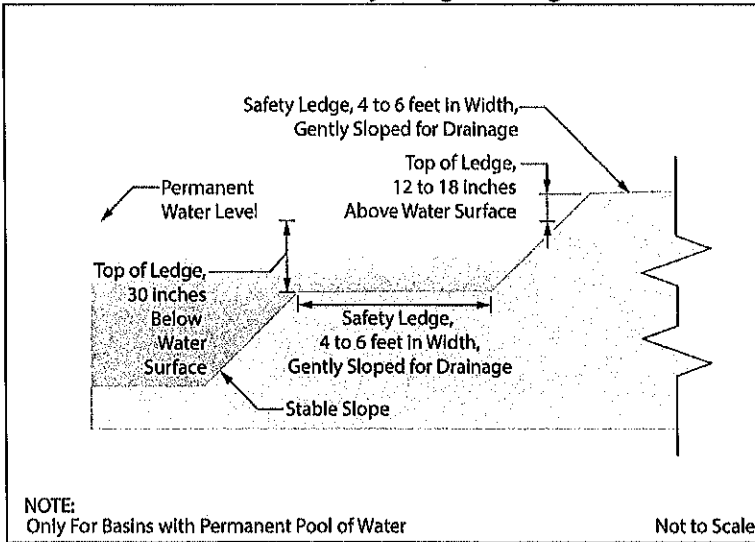 Safety Ledge, 4 to 6 feet in Width,
Gently Sloped for Drainage
Top of Ledge,
12 to 18 inches
Above Water Surface
Permanent
Water Level
Top of Ledge,
30 inches
Below
Water
Surface
Safety Ledge,
4 to 6 feet in Width,
Gently Sloped for Drainage
Stable Slope
NOTE:
Only For Basins with Permanent Pool of Water
Not to Scale